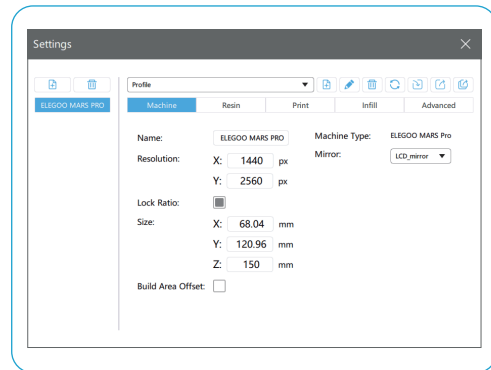 Settings
Profile
ELEGOO MARS PRO
Machine Resin Print Infill Advanced
Name: ELEGOO MARS PRO Machine Type: ELEGOO MARS Pro
Resolution: X: 1440 px Mirror: LCD_mirror
Y: 2560 px
Lock Ratio:
Size: X: 68.04 mm
Y: 120.96 mm
Z: 150 mm
Build Area Offset: